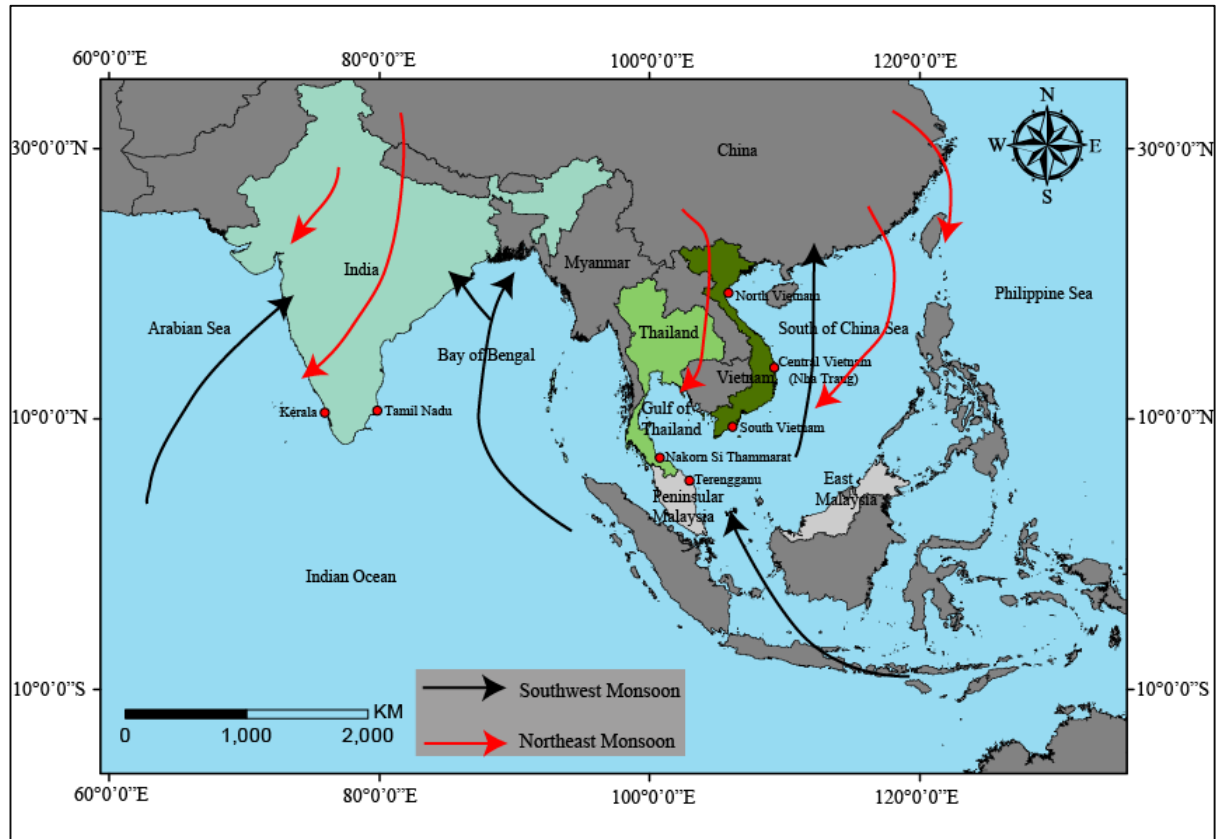 60°0’0”E
80°0’0”E
100°0’0”E
120°0’0”E
N
W
E
S
30°0’0”N
30°0’0”N
China
India
Myanmar
North Vietnam
Philippine Sea
Arabian Sea
Thailand
South of China Sea
Bay of Bengal
Vietnam
Central Vietnam
(Nha Trang)
10°0’0”N
10°0’0”N
Kerala
Tamil Nadu
Gulf of
Thailand
South Vietnam
Nakorn Si Thammarat
Terengganu
Peninsular
Malaysia
East
Malaysia
Indian Ocean
10°0’0”S
10°0’0”S
Southwest Monsoon
Northeast Monsoon
KM
0
1,000
2,000
60°0’0”E
80°0’0”E
100°0’0”E
120°0’0”E